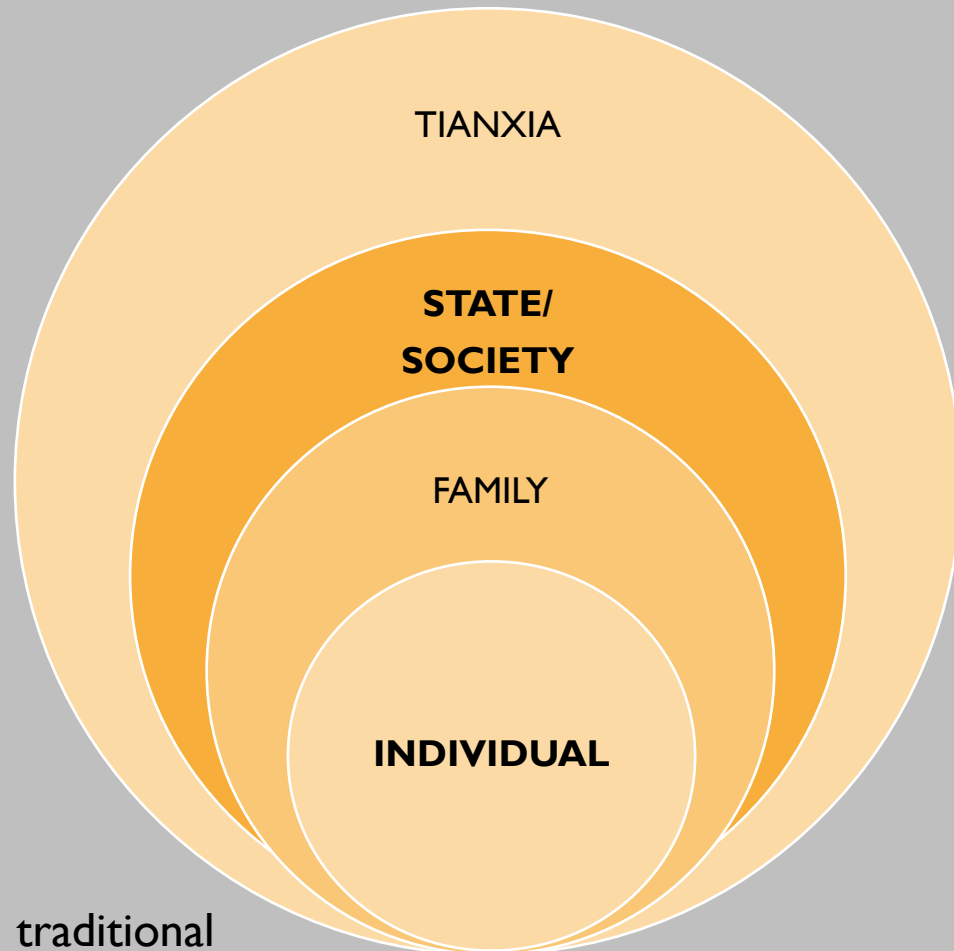 TIANXIA
STATE/
SOCIETY
FAMILY
INDIVIDUAL
traditional